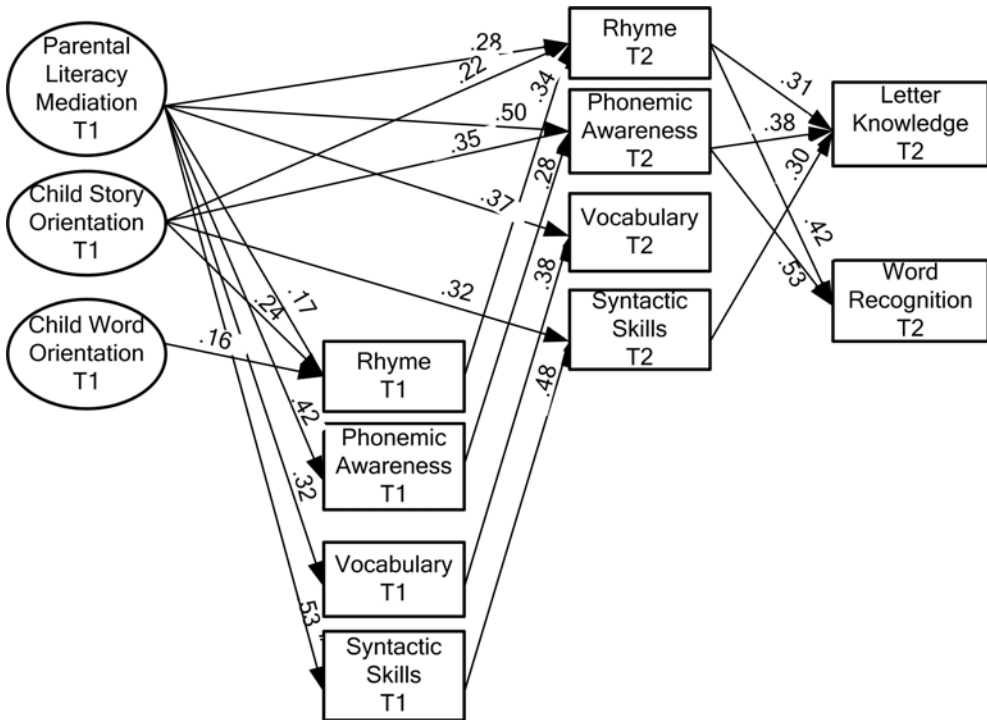 Parental
Literacy
Mediation
T1
Child Story
Orientation
T1
Child Word
Orientation
T1
Rhyme
T1
Phonemic
Awareness
T1
Vocabulary
T1
Syntactic
Skills
T1
Rhyme
T2
Phonemic
Awareness
T2
Vocabulary
T2
Syntactic
Skills
T2
Letter
Knowledge
T2
Word
Recognition
T2
.28
.22
.50
.35
.37
.32
.17
.24
.16
.42
.32
.53
.34
.28
.38
.48
.31
.38
.30
.42
.53